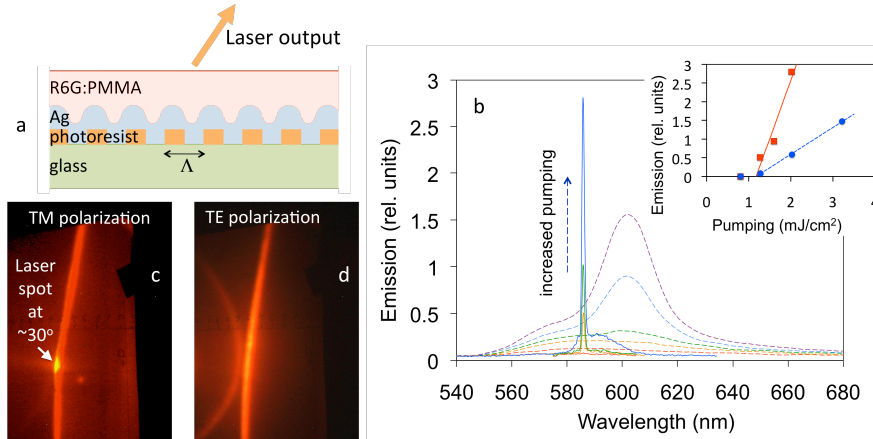 Laser output
R6G:PMMA
a
Ag
photoresist
Λ
glass
TM polarization
c
Laser
spot
at
~30º
TE polarization
d
b
Emission (rel. units)
3
2.5
2
1.5
1
0.5
0
540 560 580 600 620 640 660 680
Wavelength (nm)
increased pumping
Emission (rel. units)
3
2.5
2
1.5
1
0.5
0
0 1 2 3 4
Pumping (mJ/cm²)